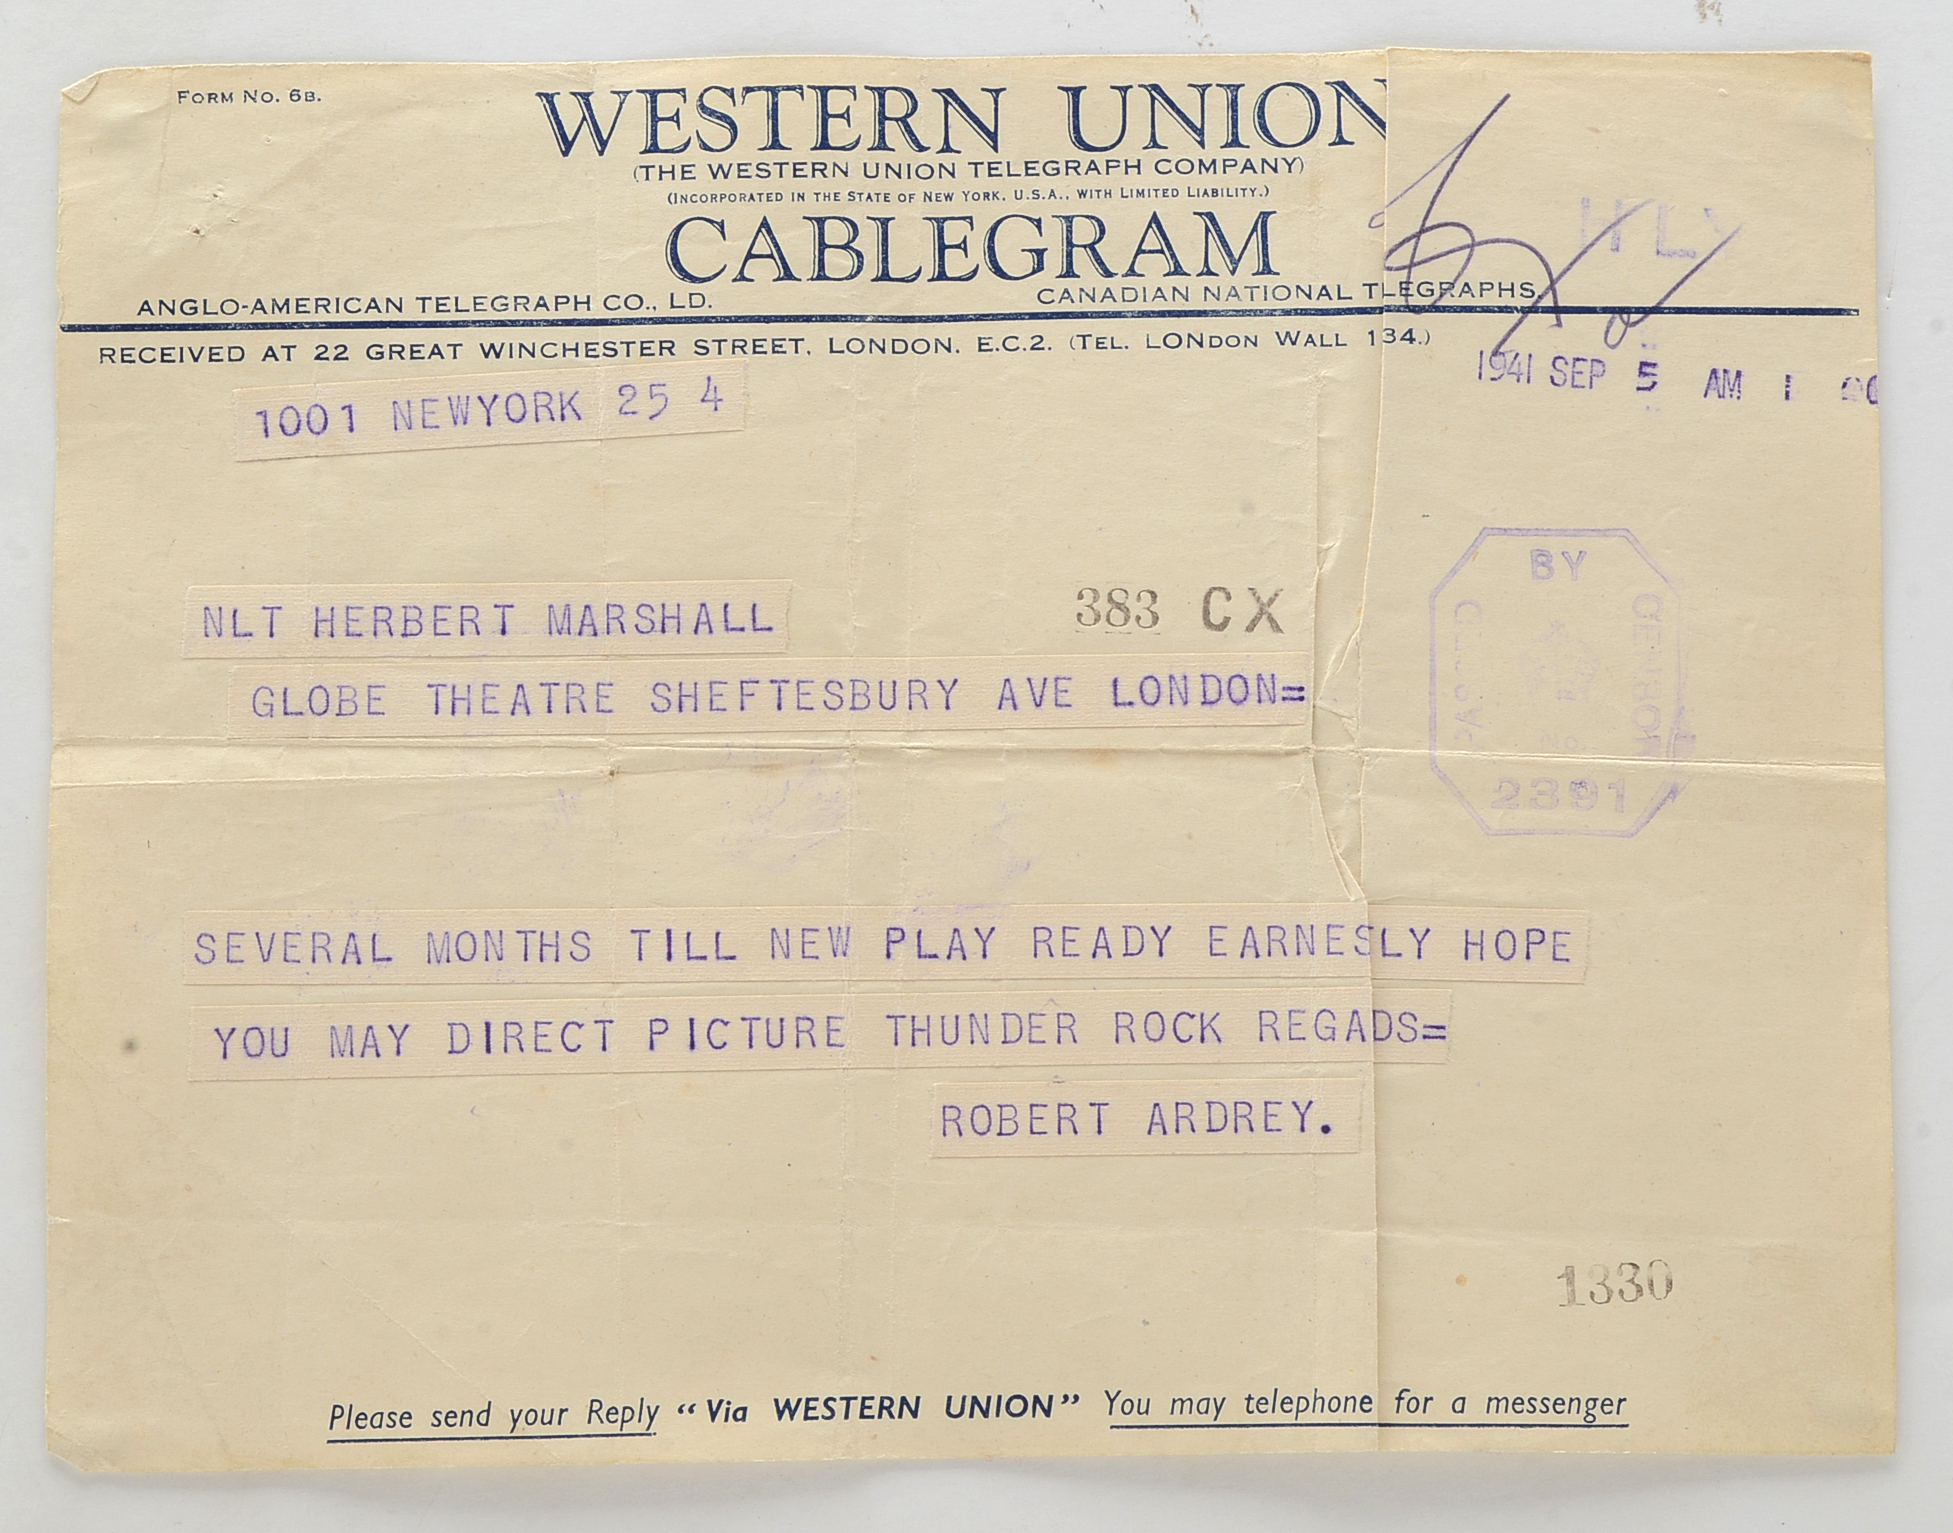 FORM NO. 6B.
WESTERN UNION
(THE WESTERN UNION TELEGRAPH COMPANY)
(INCORPORATED IN THE STATE OF NEW YORK, U.S.A., WITH LIMITED LIABILITY.)
CABLEGRAM
ANGLO-AMERICAN TELEGRAPH CO., LD. CANADIAN NATIONAL TLEGRAPHS
RECEIVED AT 22 GREAT WINCHESTER STREET, LONDON, E.C.2. (TEL. LONDON WALL 134.)
1941 SEP 5 AM 1
1001 NEWYORK 25 4
BY
NLT HERBERT MARSHALL 383 CX
GLOBE THEATRE SHEFTESBURY AVE LONDON=
2391
SEVERAL MONTHS TILL NEW PLAY READY EARNESLY HOPE
YOU MAY DIRECT PICTURE THUNDER ROCK REGADS=
ROBERT ARDREY.
1330
Please send your Reply “Via WESTERN UNION” You may telephone for a messenger